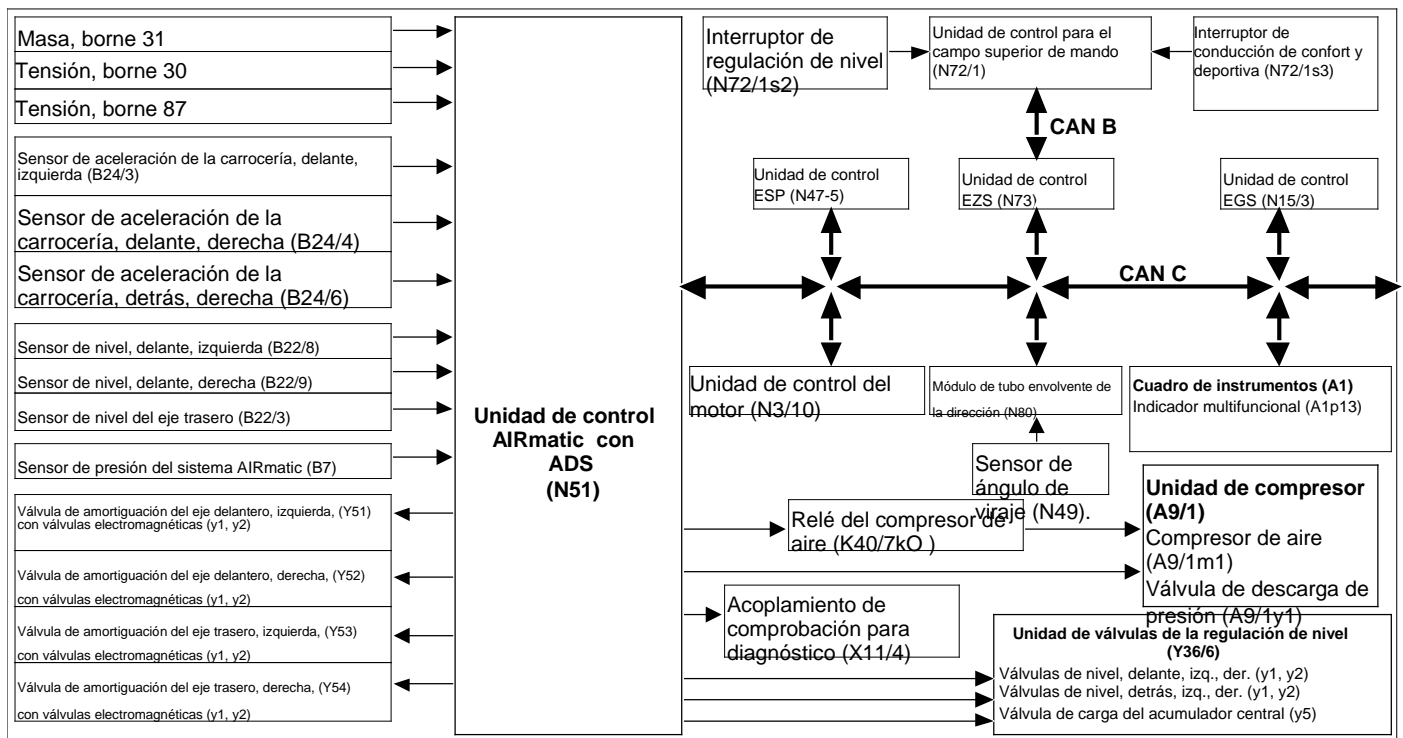 Masa, borne 31
Tensión, borne 30
Tensión, borne 87
Sensor de aceleración de la carrocería, delante,
izquierda (B24/3)
Sensor de aceleración de la
carrocería, delante, derecha (B24/4)
Sensor de aceleración de la
carrocería, detrás, derecha (B24/6)
Sensor de nivel, delante, izquierda (B22/8)
Sensor de nivel, delante, derecha (B22/9)
Sensor de nivel del eje trasero (B22/3)
Sensor de presión del sistema AIRmatic (B7)
Válvula de amortiguación del eje delantero, izquierda, (Y51)
con válvulas electromagnéticas (y1, y2)
Válvula de amortiguación del eje delantero, derecha, (Y52)
con válvulas electromagnéticas (y1, y2)
Válvula de amortiguación del eje trasero, izquierda, (Y53)
con válvulas electromagnéticas (y1, y2)
Válvula de amortiguación del eje trasero, derecha, (Y54)
con válvulas electromagnéticas (y1, y2)
Unidad de control
AIRmatic con
ADS
(N51)
Interruptor de
regulación de nivel
(N72/1s2)
Unidad de control para el
campo superior de mando
(N72/1)
Interruptor de
conducción de confort y
deportiva (N72/1s3)
CAN B
Unidad de control
ESP (N47-5)
Unidad de control
EZS (N73)
Unidad de control
EGS (N15/3)
CAN C
Unidad de control del
motor (N3/10)
Módulo de tubo envolvente de
la dirección (N80)
Cuadro de instrumentos (A1)
Indicador multifuncional (A1p13)
Sensor de
ángulo de
viraje (N49).
Relé del compresor de
aire (K40/7kO )
Unidad de compresor
(A9/1)
Compresor de aire
(A9/1m1)
Válvula de descarga de
presión (A9/1y1)
Acoplamiento de
comprobación para
diagnóstico (X11/4)
Unidad de válvulas de la regulación de nivel
(Y36/6)
Válvulas de nivel, delante, izq., der. (y1, y2)
Válvulas de nivel, detrás, izq., der. (y1, y2)
Válvula de carga del acumulador central (y5)